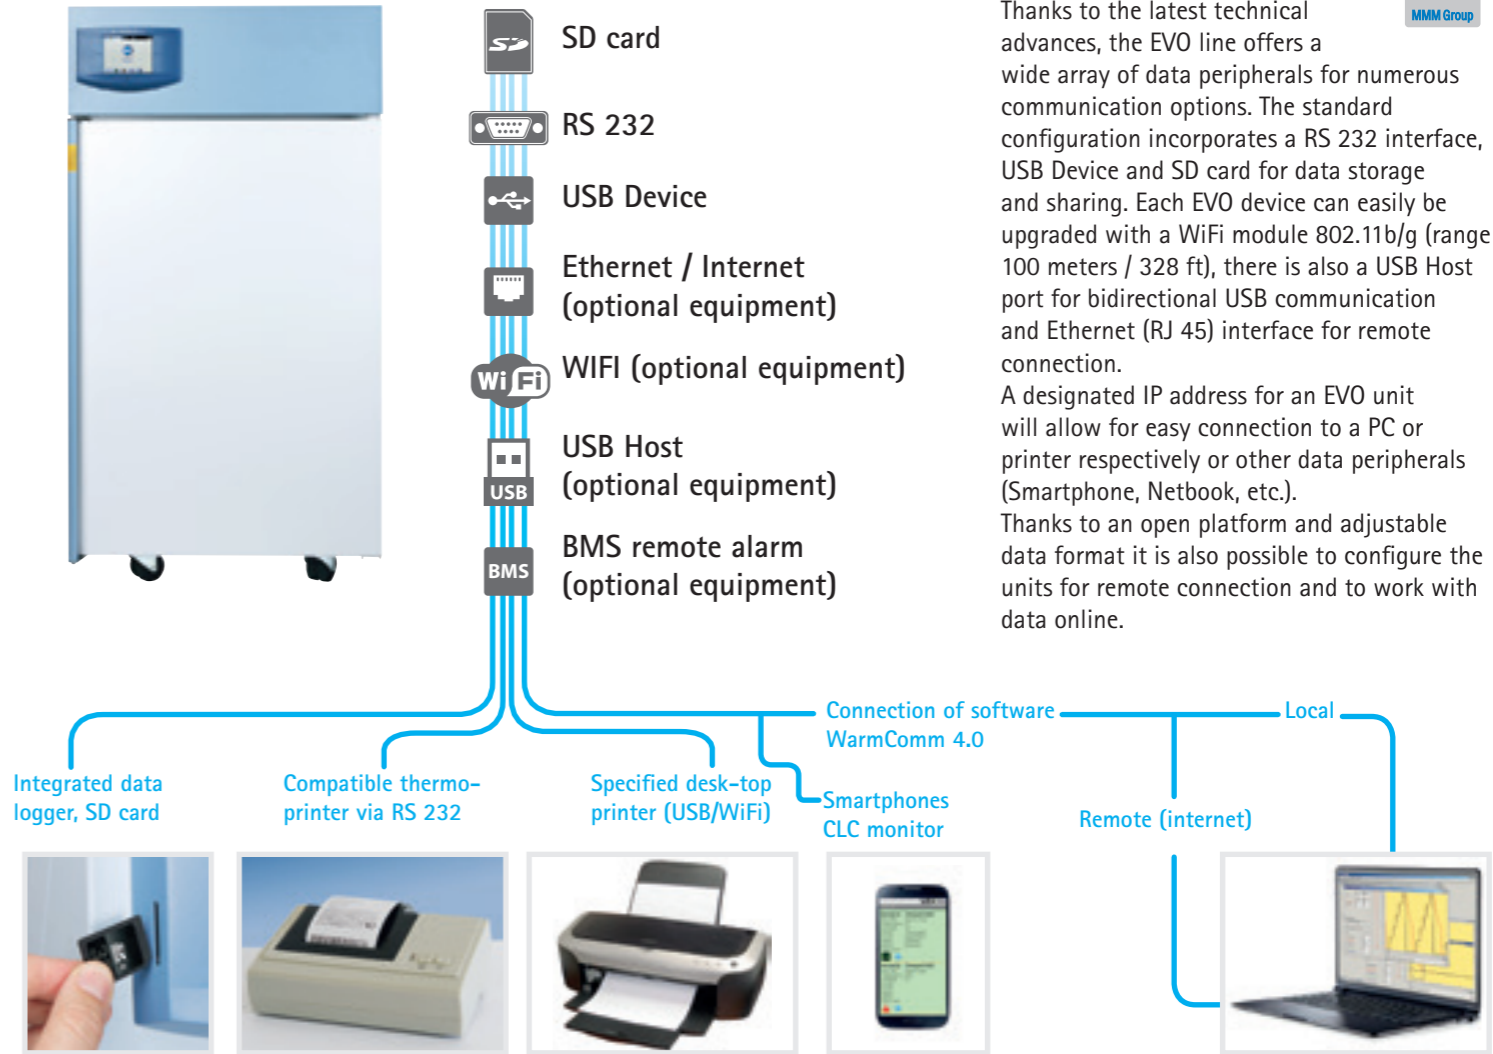 SD card
RS 232
USB Device
Ethernet / Internet
(optional equipment)
WiFi
WIFI (optional equipment)
USB Host
(optional equipment)
USB
BMS remote alarm
(optional equipment)
BMS
MMM Group
Thanks to the latest technical
advances, the EVO line offers a
wide array of data peripherals for numerous
communication options. The standard
configuration incorporates a RS 232 interface,
USB Device and SD card for data storage
and sharing. Each EVO device can easily be
upgraded with a WiFi module 802.11b/g (range
100 meters / 328 ft), there is also a USB Host
port for bidirectional USB communication
and Ethernet (RJ 45) interface for remote
connection.
A designated IP address for an EVO unit
will allow for easy connection to a PC or
printer respectively or other data peripherals
(Smartphone, Netbook, etc.).
Thanks to an open platform and adjustable
data format it is also possible to configure the
units for remote connection and to work with
data online.
Integrated data
logger, SD card
Compatible thermo-
printer via RS 232
Specified desk-top
printer (USB/WiFi)
Smartphones
CLC monitor
Connection of software
WarmComm 4.0
Remote (internet)
Local